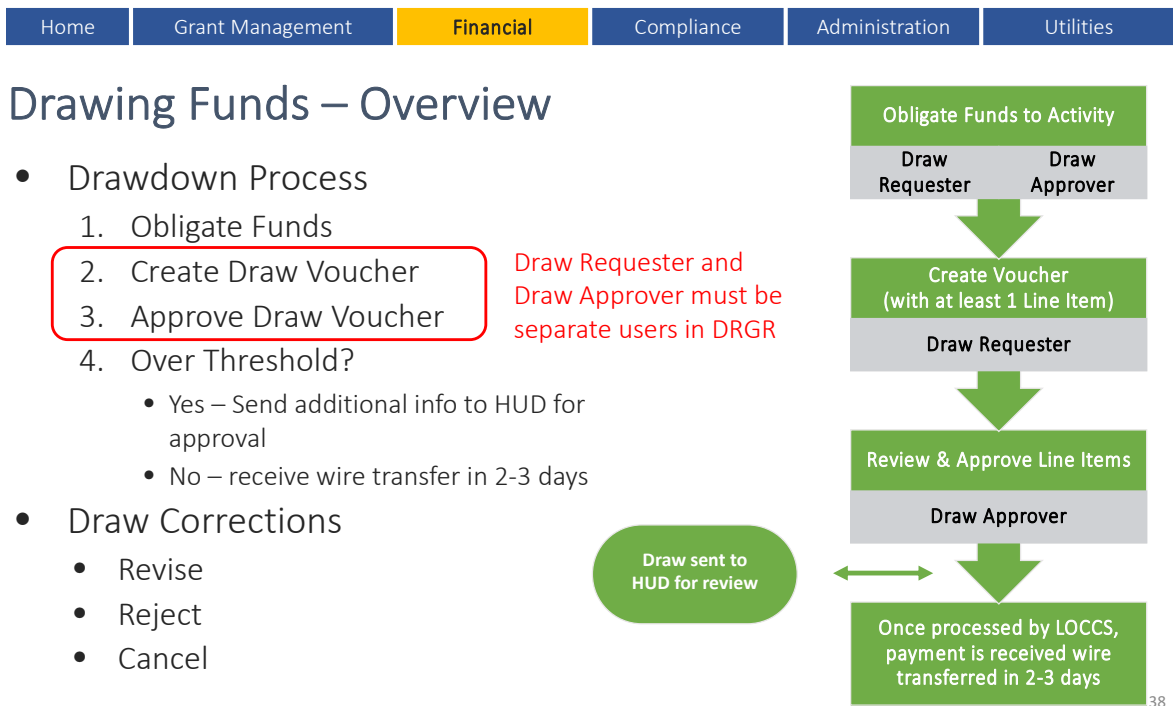 Home
Grant Management
Financial
Compliance
Administration
Utilities
Drawing Funds – Overview
• Drawdown Process
1. Obligate Funds
2. Create Draw Voucher
3. Approve Draw Voucher
4. Over Threshold?
• Yes – Send additional info to HUD for
approval
• No – receive wire transfer in 2-3 days
• Draw Corrections
• Revise
• Reject
• Cancel
Draw Requester and
Draw Approver must be
separate users in DRGR
Obligate Funds to Activity
Draw
Requester
Draw
Approver
Create Voucher
(with at least 1 Line Item)
Draw Requester
Review & Approve Line Items
Draw Approver
Draw sent to
HUD for review
Once processed by LOCCS,
payment is received wire
transferred in 2-3 days
38